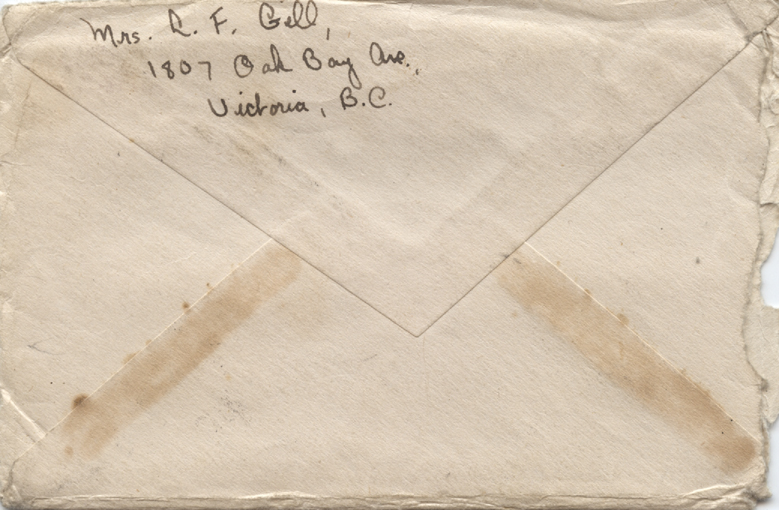 Mrs. R. F. Gell,
1807 Oak Bay Ave.,
Victoria, B.C.